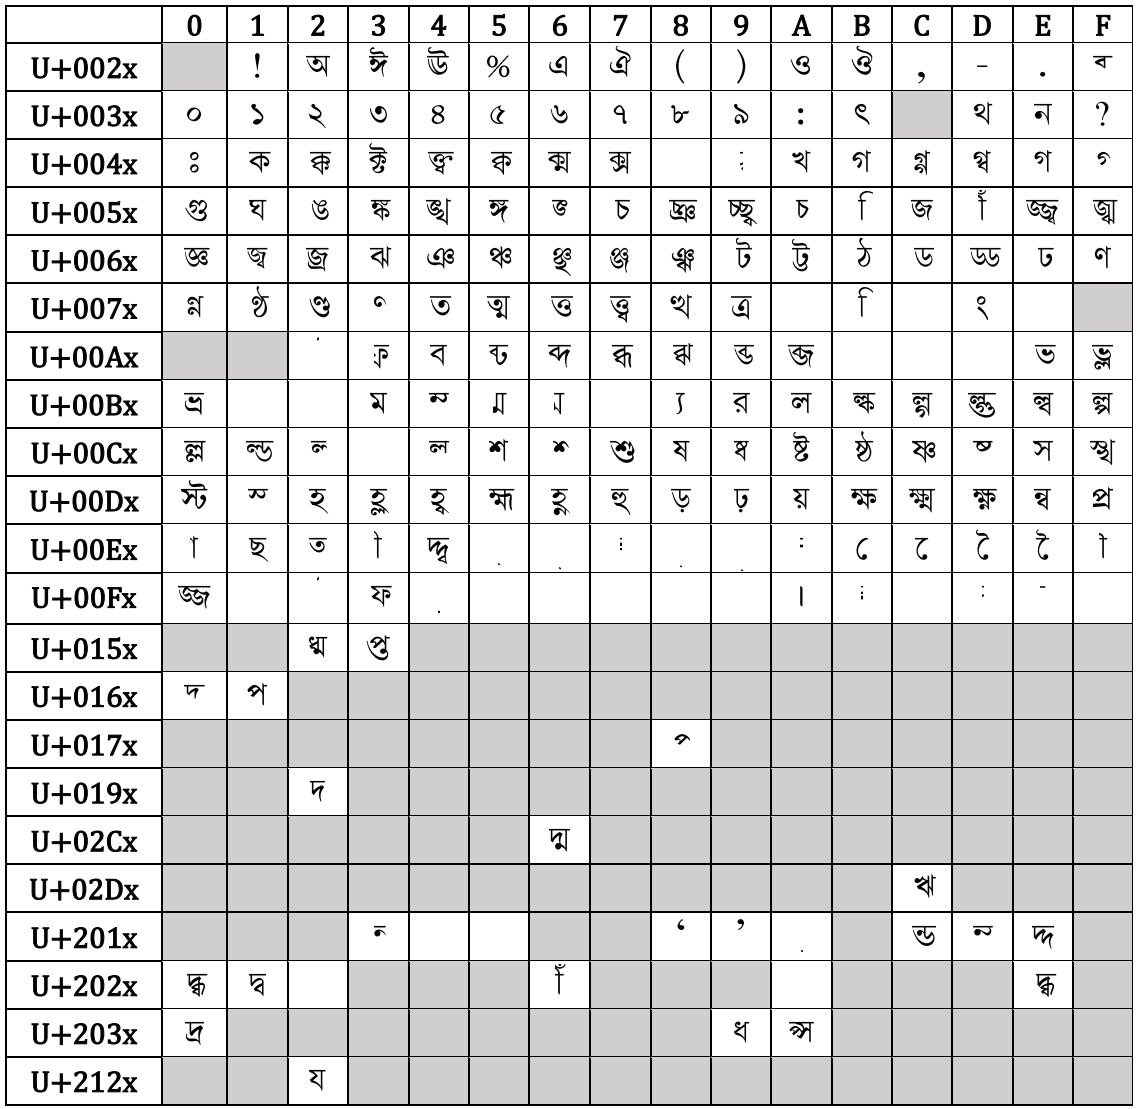 0 1 2 3 4 5 6 7 8 9 A B C D E F
U+002x ! অ ঈ ঊ % এ ঐ ( ) ও ঔ , - .
U+003x ০ ১ ২ ৩ ৪ ৫ ৬ ৭ ৮ ৯ : ৎ থ ন ?
U+004x ঃ ক ক্ক ক্ট ক্ত্ব ক্ব ক্ম ক্স খ গ গ্গ গ্ব গ
U+005x গু ঘ ঙ ঙ্ক ঙ্খ ঙ্গ চ চ্ছ্র চ্ছ্ব চ ি জ াঁ জ্জ্ব জ্ম
U+006x জ্ঞ জ্ব জ্র ঝ ঞ ঞ্চ ঞ্ছ ঞ্জ ঞ্ঝ ট ট্ট ঠ ড ড্ড ঢ ণ
U+007x ণ্ঠ ণ্ড ত ত্ম ত্ত ত্ত্ব ত্থ ত্র ি ং
U+00Ax ব ব্দ ব্ধ ব্জ ভ ভ্ল
U+00Bx ভ্র ম র ল ল্ক ল্গ ল্গু ল্ব ল্প
U+00Cx ল্ল ল্ড ল শ শু ষ ষ্ট ষ্ঠ ষ্ণ স স্খ
U+00Dx স্ট হ হ্ল হ্ব হ্ম হ্ণ হু ড় ঢ় য় ক্ষ ক্ষ্ম ক্ষ্ণ ন্ব প্র
U+00Ex া ছ ত ী দ্দ্ব ে ে ৈ ৈ ী
U+00Fx জ্জ ফ ।
U+015x ধ্ম প্ত
U+016x দ প
U+017x
U+019x দ
U+02Cx দ্ম
U+02Dx ঋ
U+201x ‘ ’ ন্ড দ্দ
U+202x দ্ধ দ্ব াঁ দ্ধ
U+203x দ্র ধ প্স
U+212x য